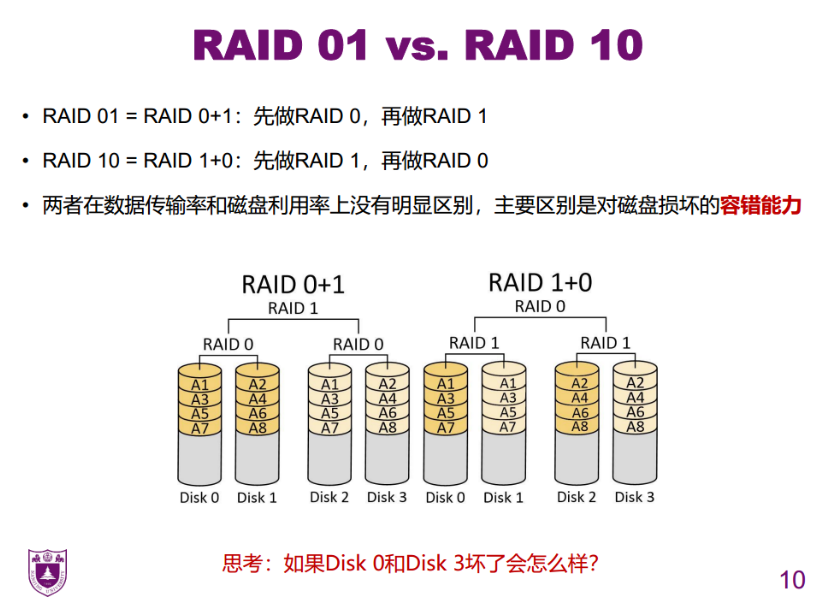 RAID 01 vs. RAID 10
• RAID 01 = RAID 0+1：先做RAID 0，再做RAID 1
• RAID 10 = RAID 1+0：先做RAID 1，再做RAID 0
• 两者在数据传输率和磁盘利用率上没有明显区别，主要区别是对磁盘损坏的容错能力
RAID 0+1
RAID 1
RAID 0 RAID 0
A1 A2 A1 A2
A3 A4 A3 A4
A5 A6 A5 A6
A7 A8 A7 A8
Disk 0 Disk 1 Disk 2 Disk 3
RAID 1+0
RAID 0
RAID 1 RAID 1
A1 A1 A2 A2
A3 A3 A4 A4
A5 A5 A6 A6
A7 A7 A8 A8
Disk 0 Disk 1 Disk 2 Disk 3
思考：如果Disk 0和Disk 3坏了会怎么样？
10